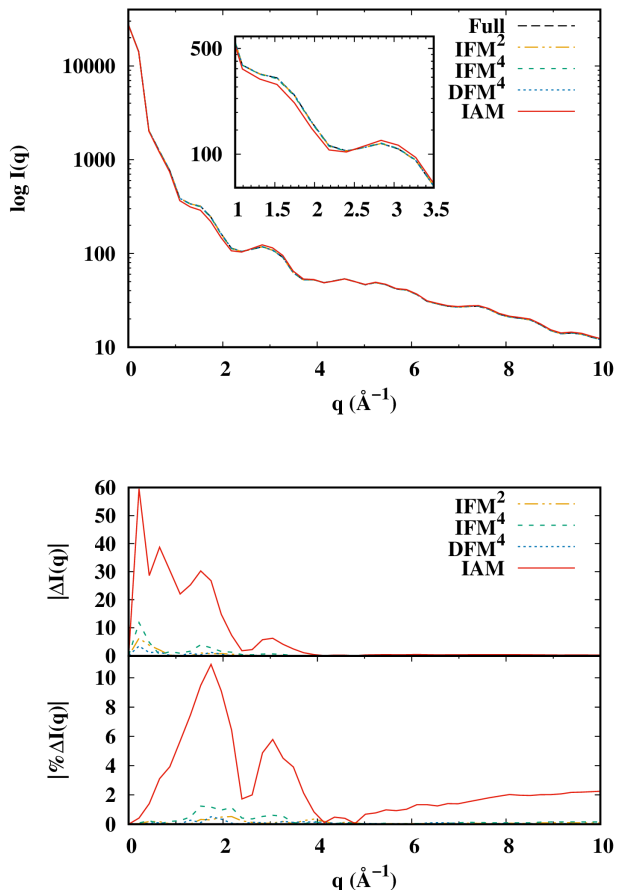 Full
IFM²
IFM⁴
DFM⁴
IAM
10000
1000
100
10
log I(q)
500
100
1 1.5 2 2.5 3 3.5
0 2 4 6 8 10
q (Å⁻¹)
IFM²
IFM⁴
DFM⁴
IAM
60
50
40
30
20
10
0
|ΔI(q)|
10
8
6
4
2
0
|%ΔI(q)|
0 2 4 6 8 10
q (Å⁻¹)